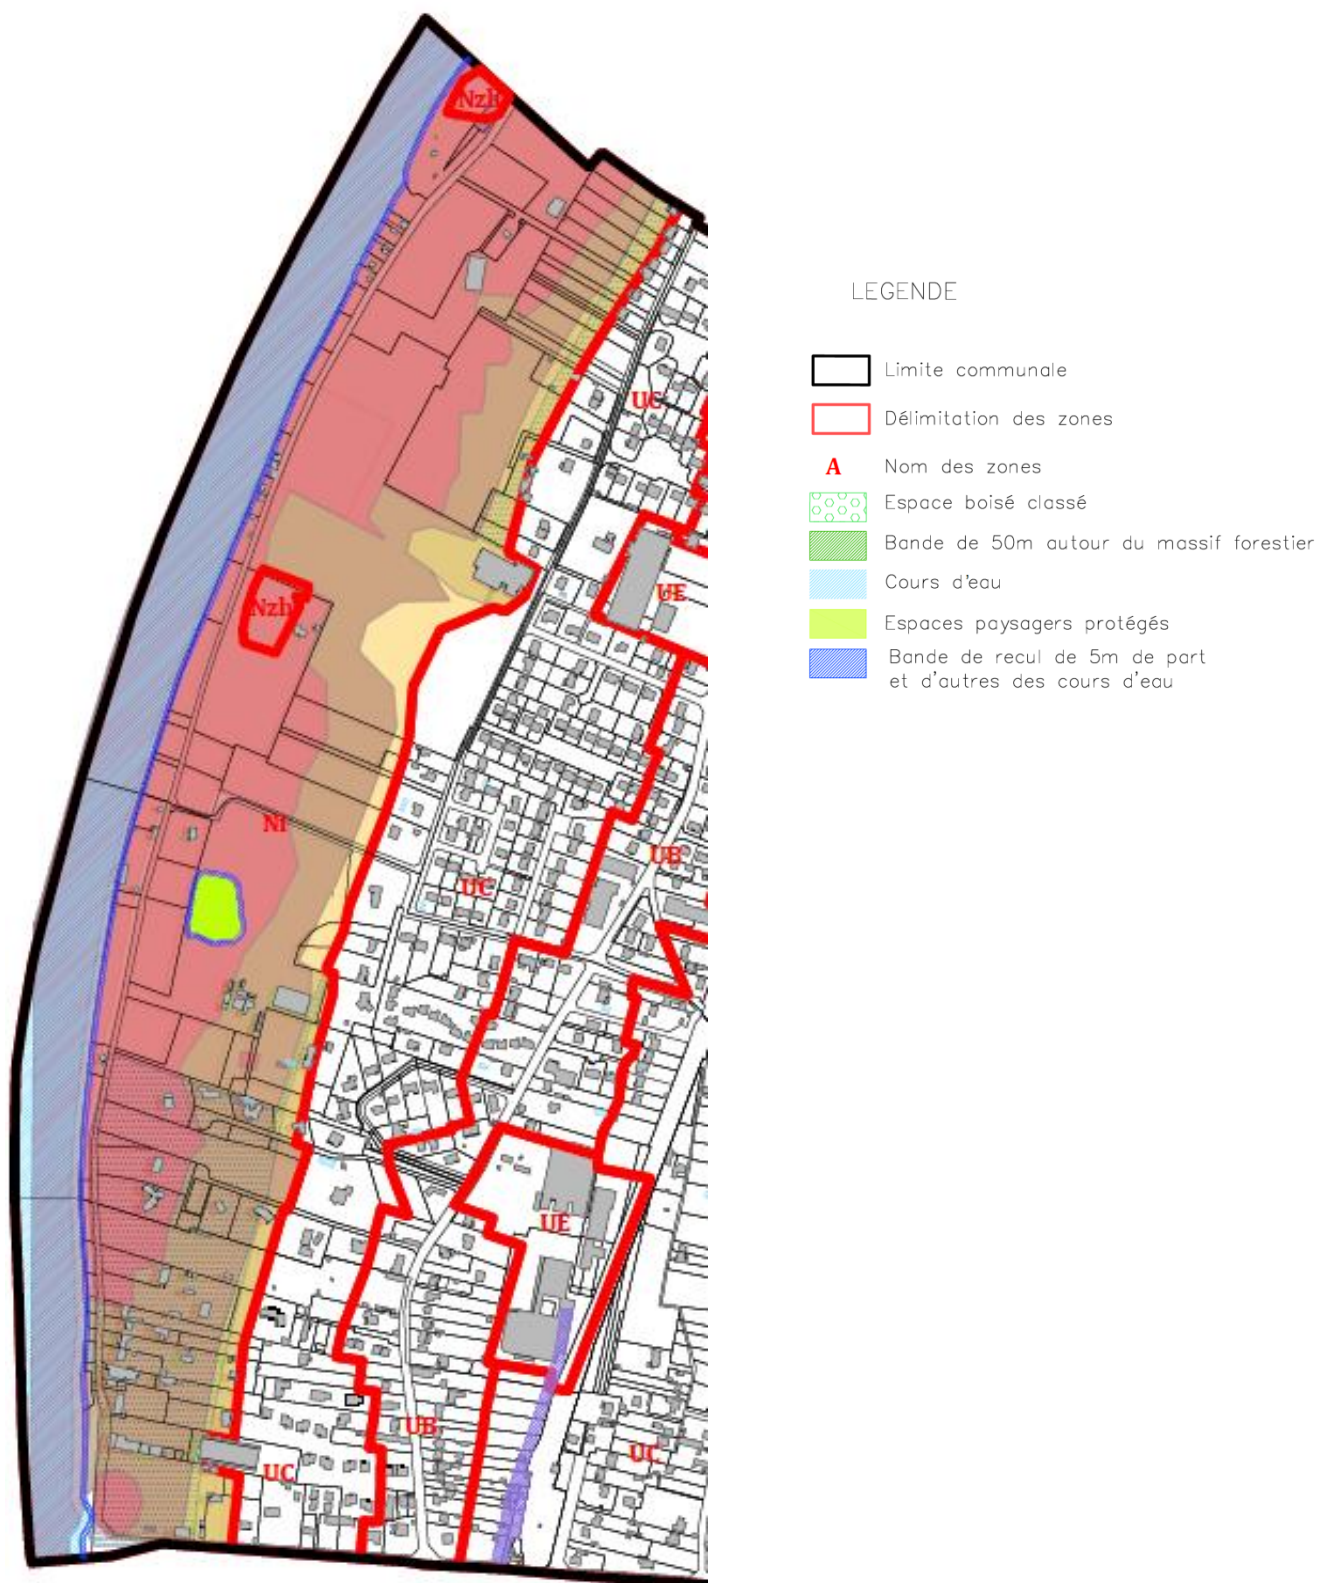 Nzh
UC
UE
Nzh
Nl
UB
UC
UE
UB
UC
UC
LEGENDE
Limite communale
Délimitation des zones
A Nom des zones
Espace boisé classé
Bande de 50m autour du massif forestier
Cours d'eau
Espaces paysagers protégés
Bande de recul de 5m de part
et d'autres des cours d'eau